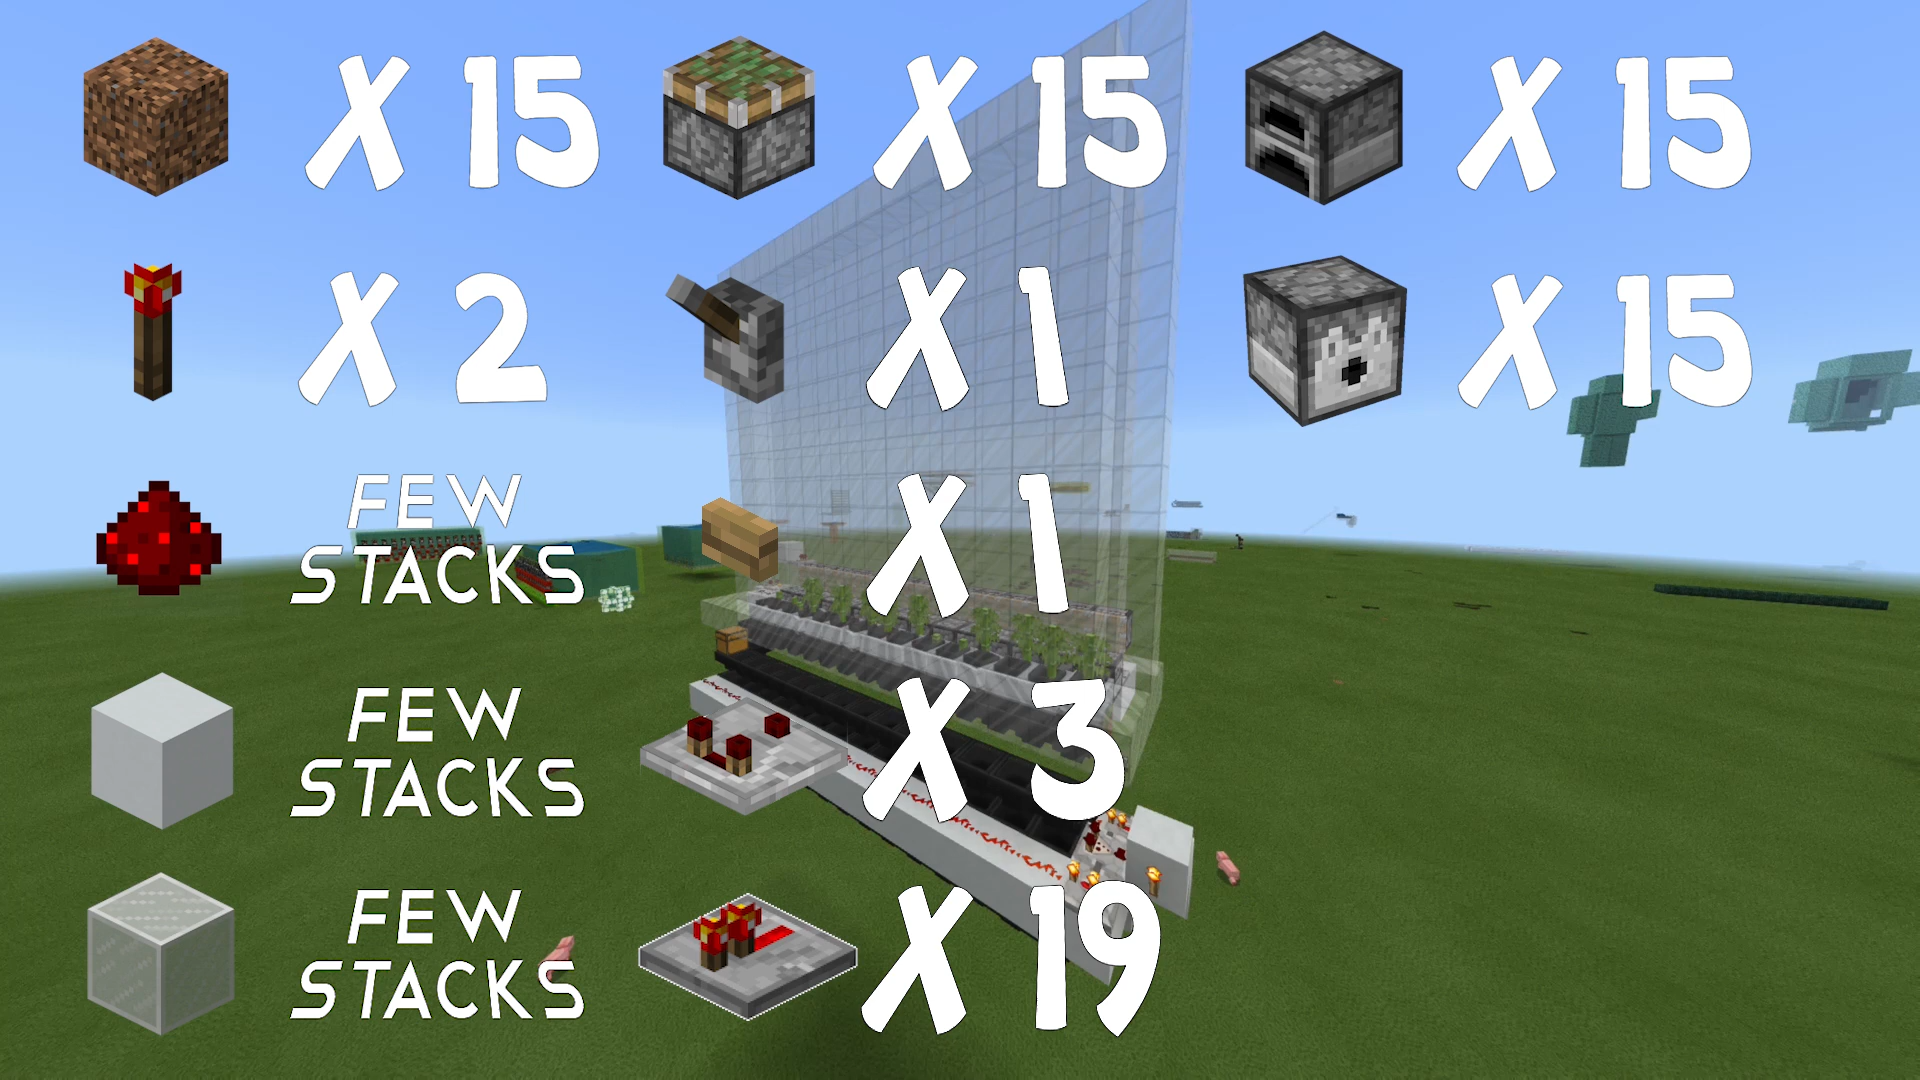 X 15 X 15 X 15
X 2 X 1 X 15
FEW
STACKS X 1
FEW
STACKS X 3
FEW
STACKS X 19